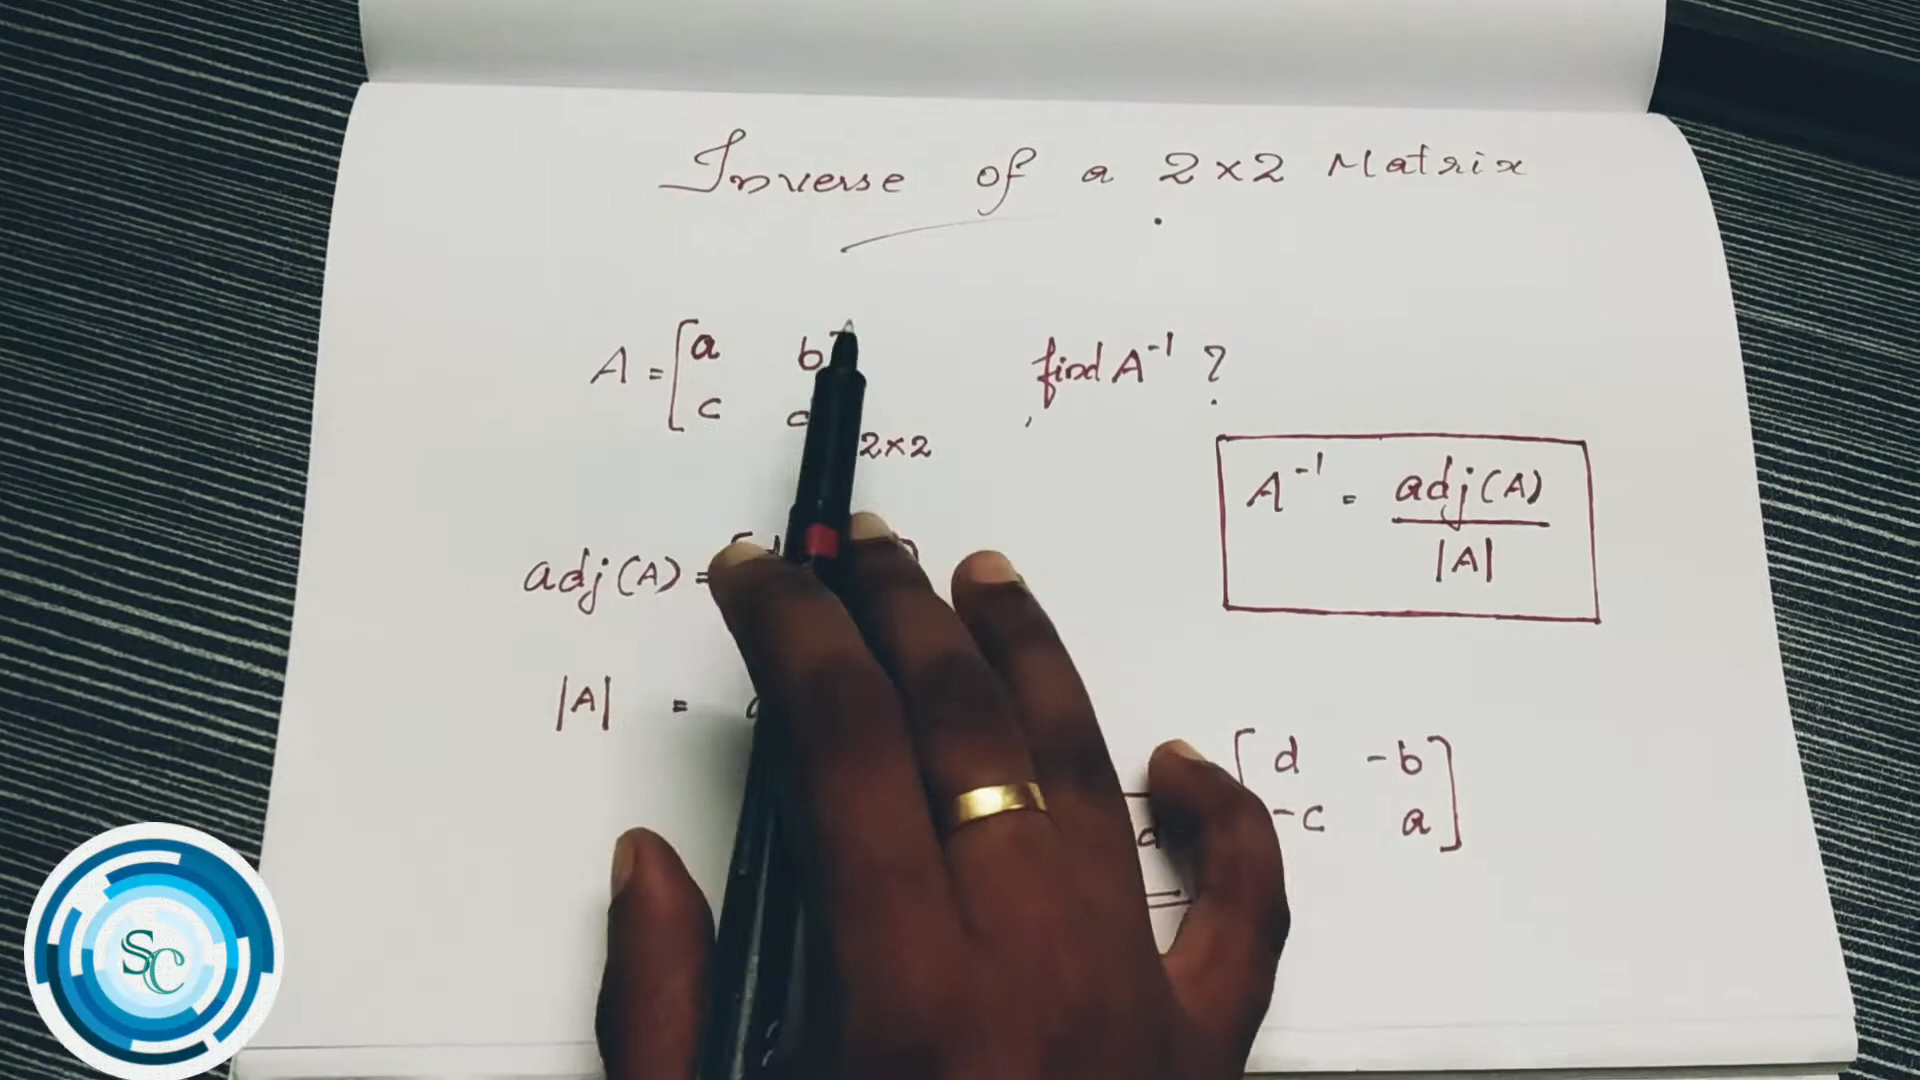 Inverse of a 2×2 Matrix
A = [a b
c
2×2
find A⁻¹ ?
A⁻¹ = adj(A)
|A|
adj(A) =
|A| =
[d -b
-c a]
SC